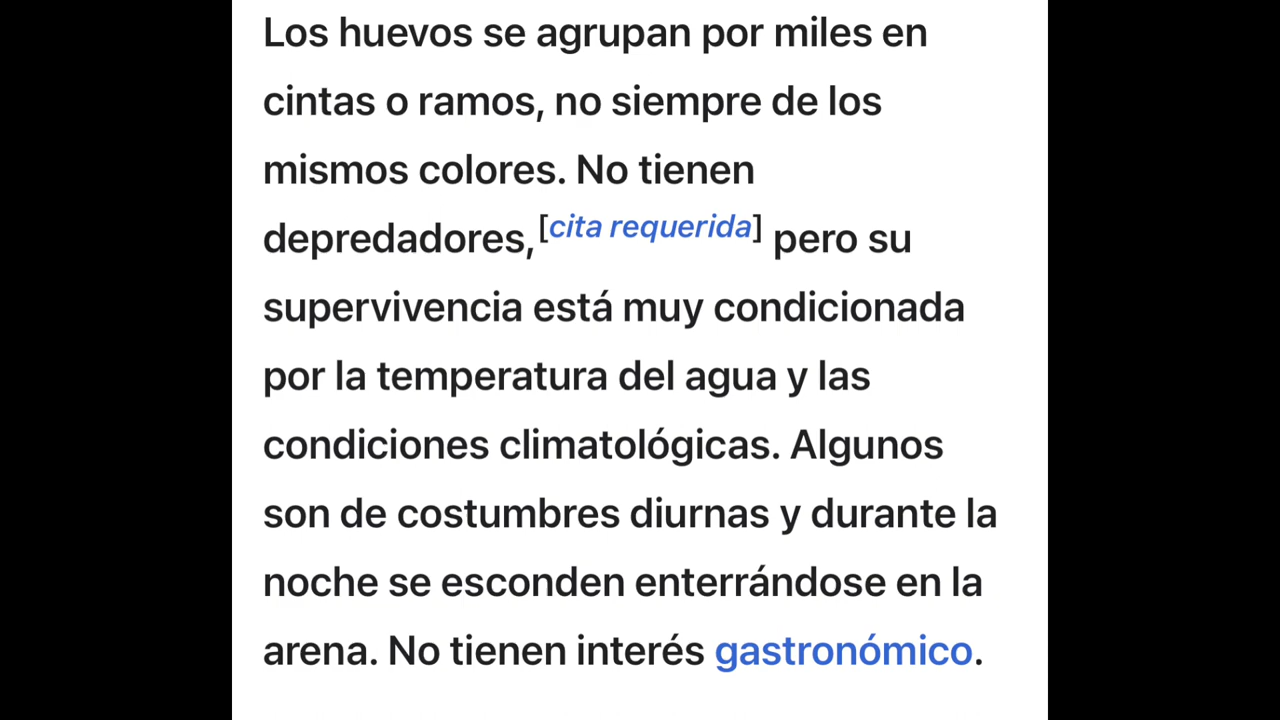 Los huevos se agrupan por miles en
cintas o ramos, no siempre de los
mismos colores. No tienen
depredadores,[cita requerida] pero su
supervivencia está muy condicionada
por la temperatura del agua y las
condiciones climatológicas. Algunos
son de costumbres diurnas y durante la
noche se esconden enterrándose en la
arena. No tienen interés gastronómico.